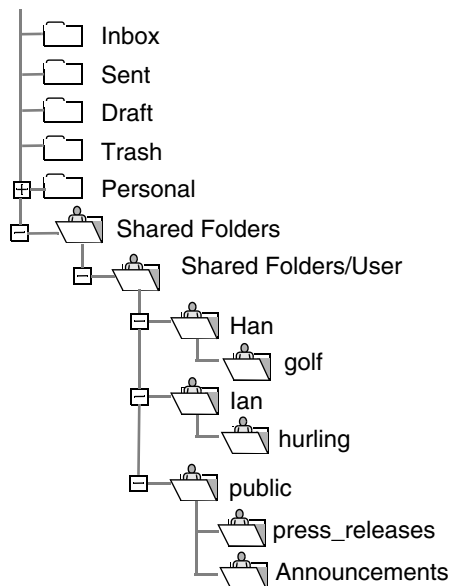 Inbox
Sent
Draft
Trash
Personal
Shared Folders
Shared Folders/User
Han
golf
Ian
hurling
public
press_releases
Announcements